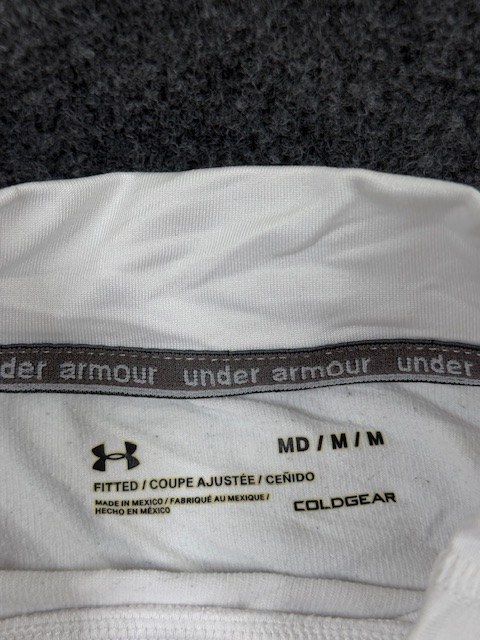 der armour under armour under
MD / M / M
FITTED / COUPE AJUSTÉE / CEÑIDO
MADE IN MEXICO / FABRIQUÉ AU MEXIQUE /
HECHO EN MÉXICO
COLDGEAR